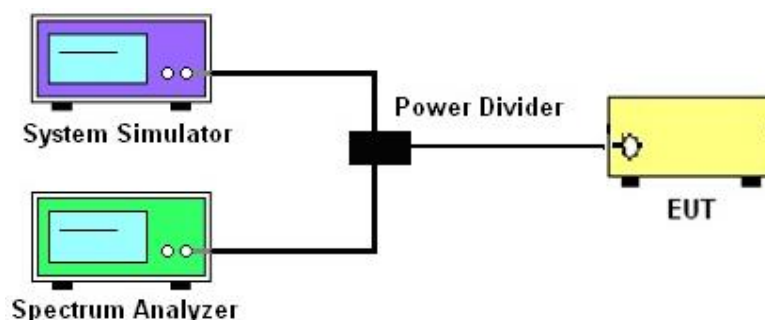 System Simulator
Power Divider
EUT
Spectrum Analyzer